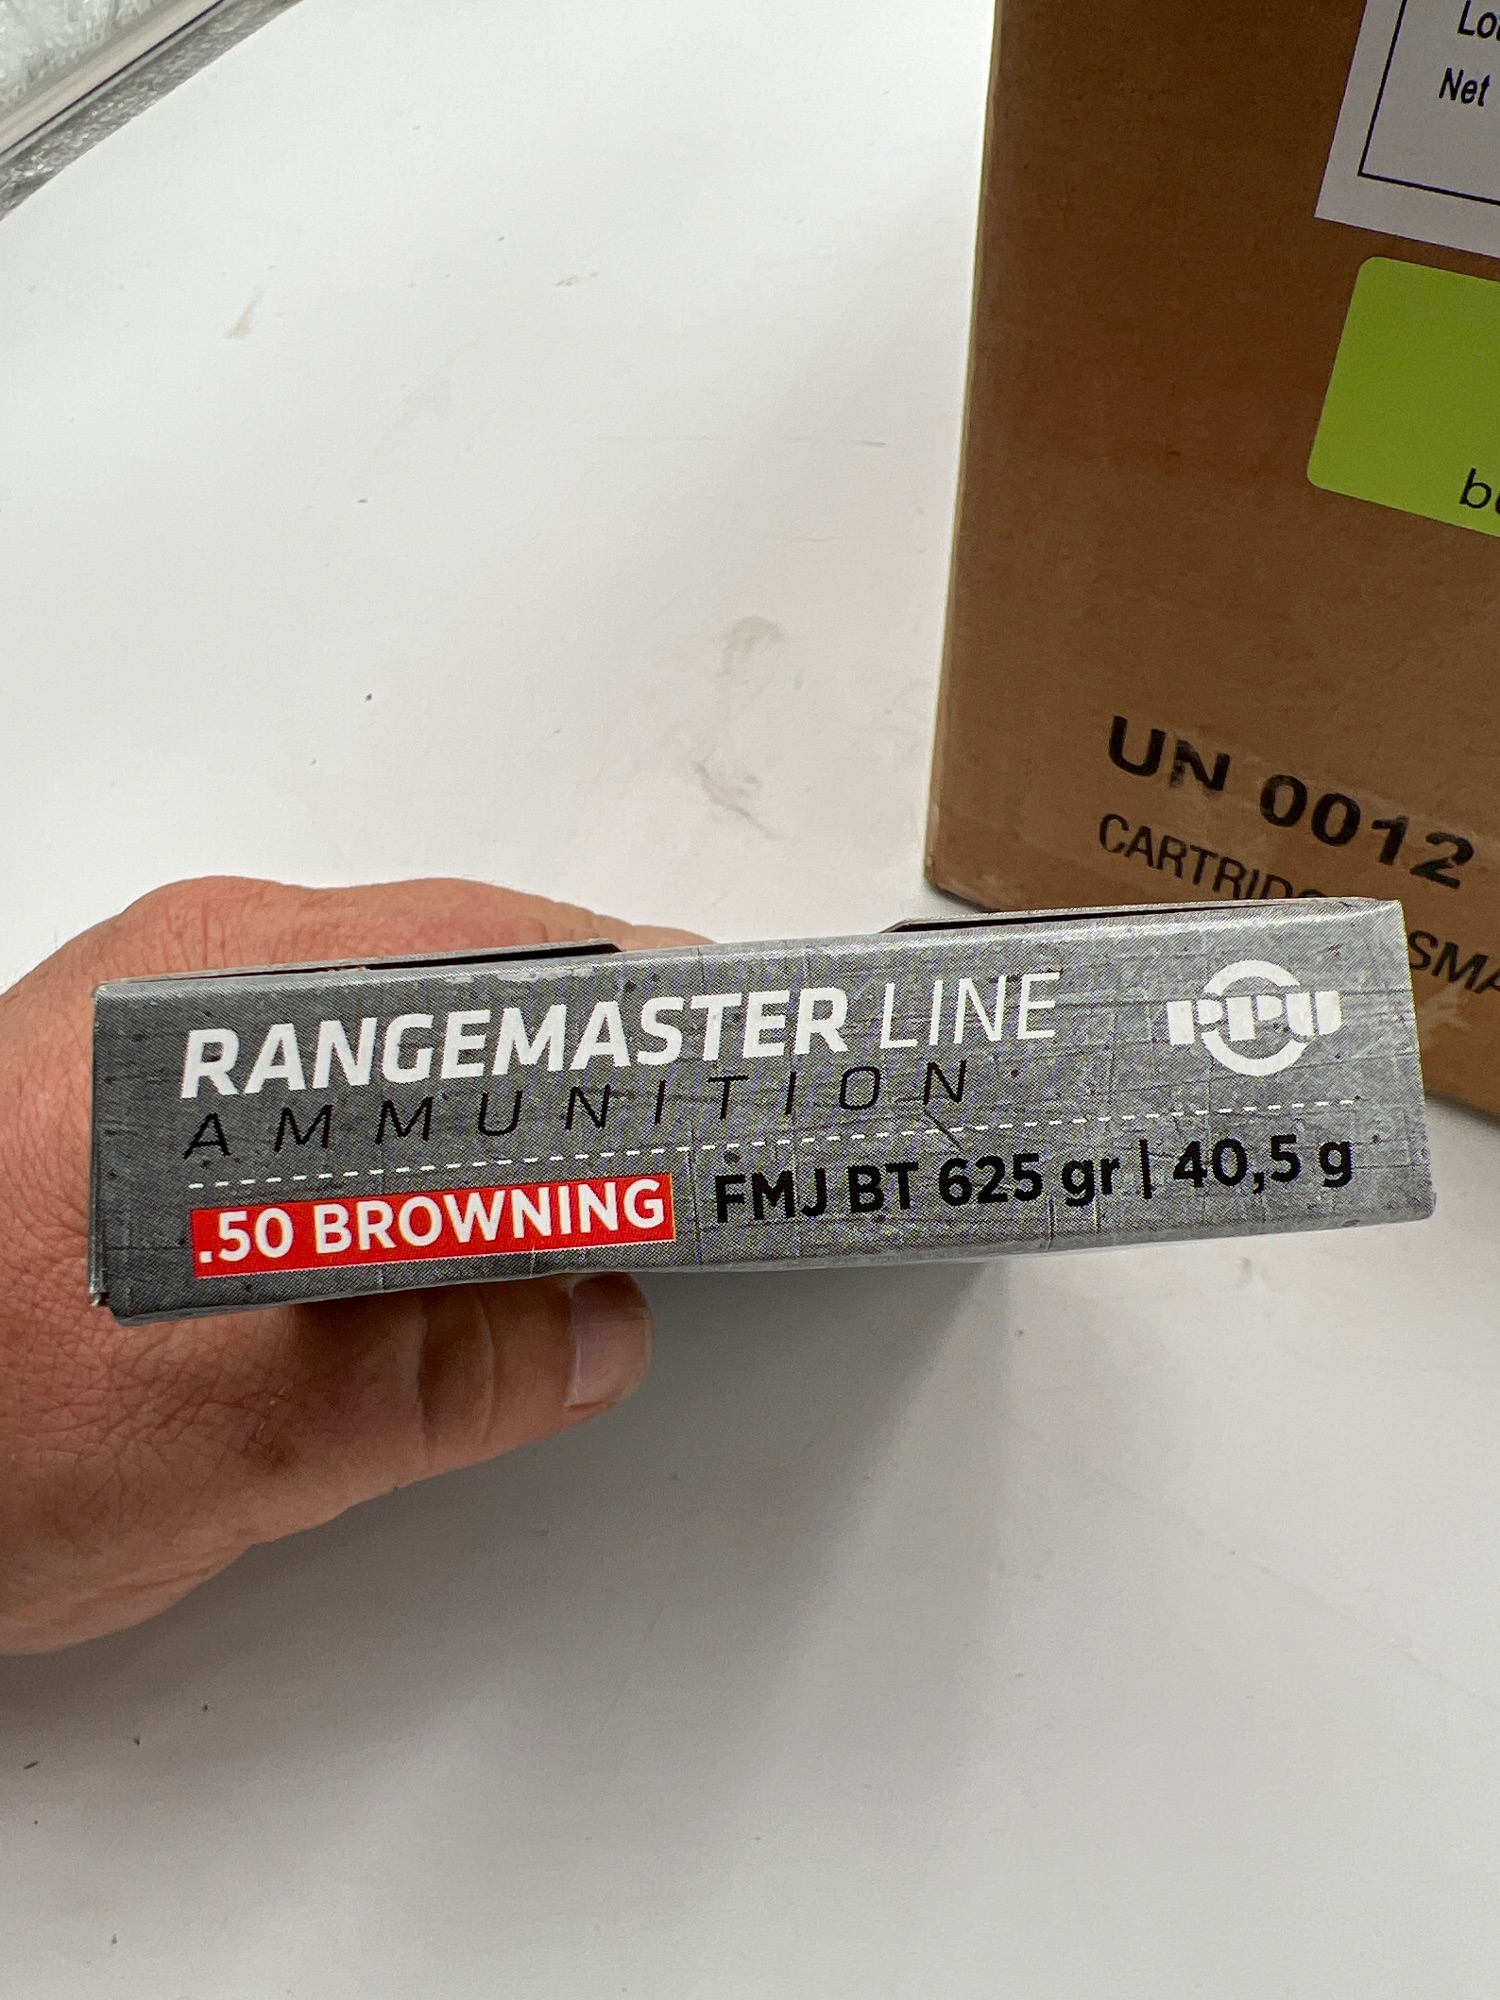 Net
UN 0012
RANGEMASTER LINE
PPU
AMMUNITION
.50 BROWNING FMJ BT 625 gr | 40,5 g